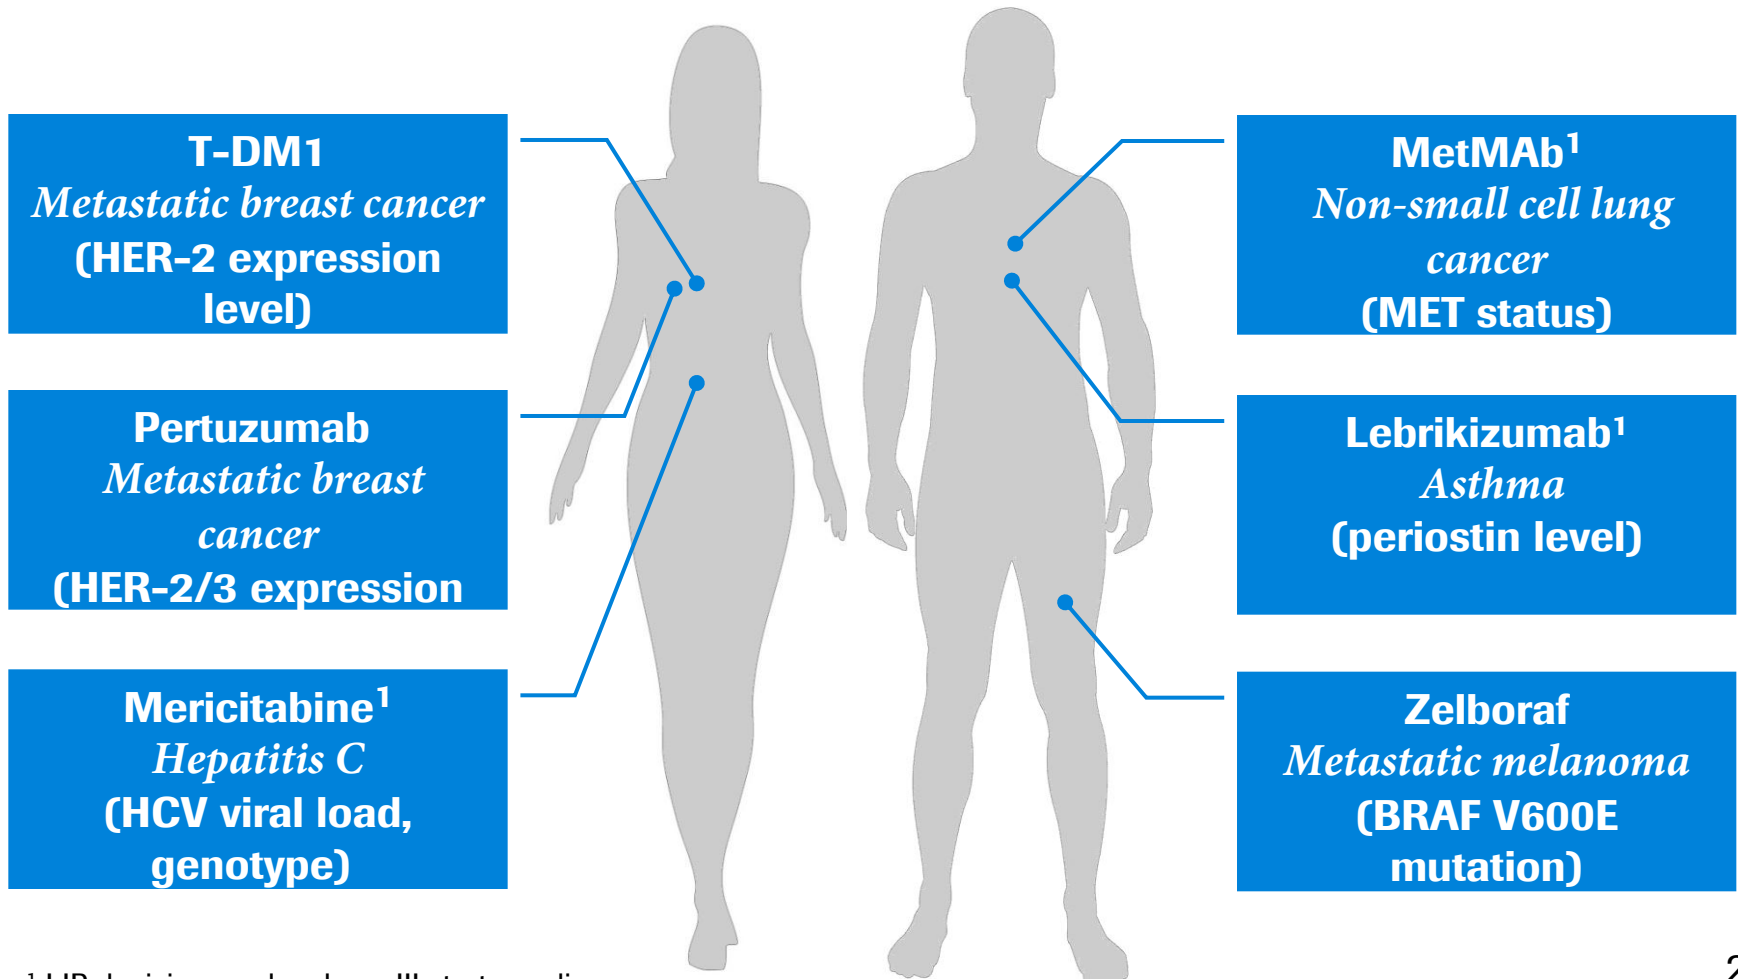 T-DM1
Metastatic breast cancer
(HER-2 expression
level)
Pertuzumab
Metastatic breast
cancer
(HER-2/3 expression
Mericitabine¹
Hepatitis C
(HCV viral load,
genotype)
MetMAb¹
Non-small cell lung
cancer
(MET status)
Lebrikizumab¹
Asthma
(periostin level)
Zelboraf
Metastatic melanoma
(BRAF V600E
mutation)